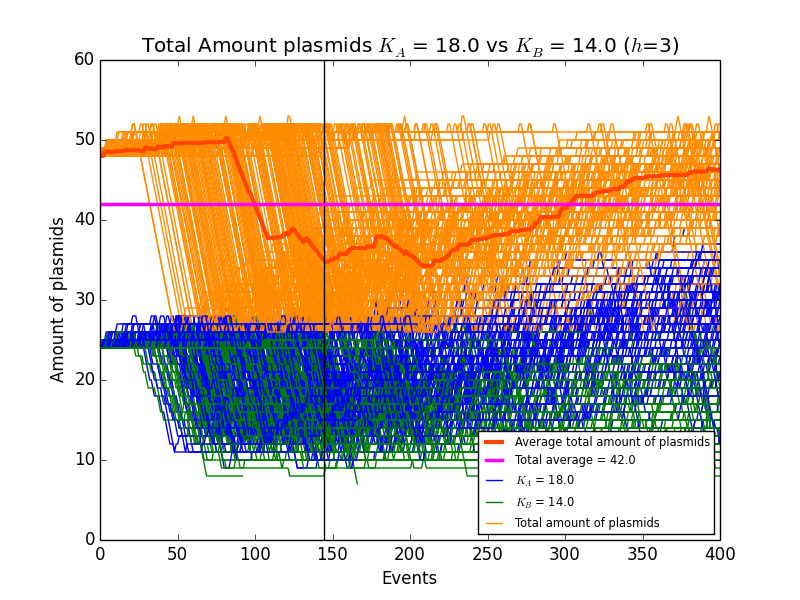 Total Amount plasmids K_A = 18.0 vs K_B = 14.0 (h=3)
60
50
40
30
20
10
0
Amount of plasmids
Average total amount of plasmids
Total average = 42.0
K_A = 18.0
K_B = 14.0
Total amount of plasmids
0 50 100 150 200 250 300 350 400
Events